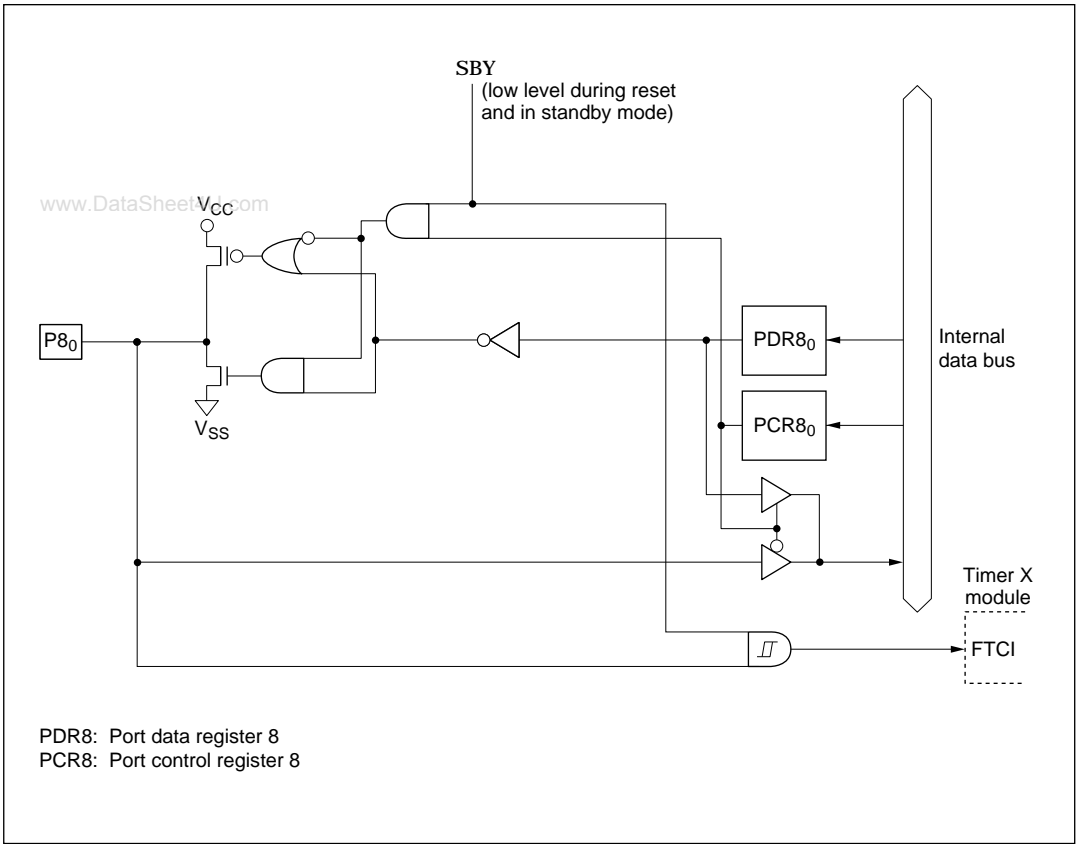 SBY
(low level during reset
and in standby mode)
www.DataSheet4U.com
VCC
P80
PDR80
Internal
data bus
PCR80
VSS
Timer X
module
FTCI
PDR8: Port data register 8
PCR8: Port control register 8